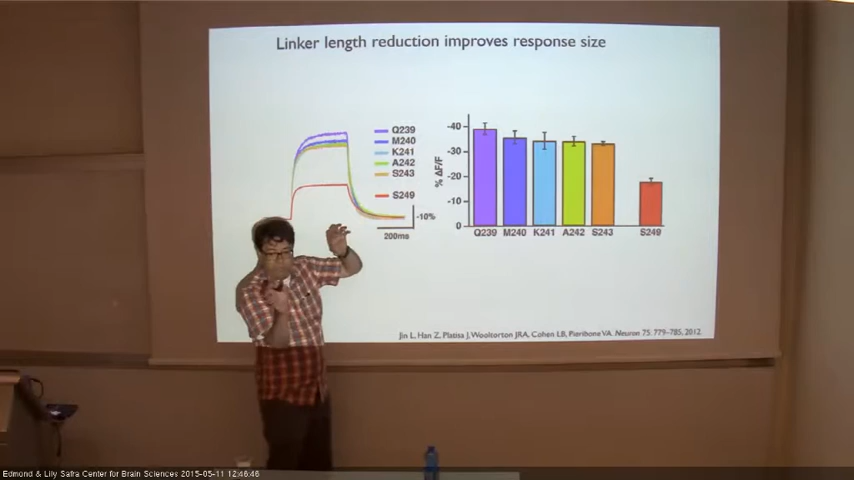 Linker length reduction improves response size
Q239
M240
K241
A242
S243
S249
-10%
200ms
% ΔF/F
-40
-30
-20
-10
0
Q239 M240 K241 A242 S243 S249
Jin L, Han Z, Platisa J, Wooltorton JRA, Cohen LB, Pieribone VA. Neuron 75: 779–785, 2012.
Edmond & Lily Safra Center for Brain Sciences 2015-05-11 12:46:46